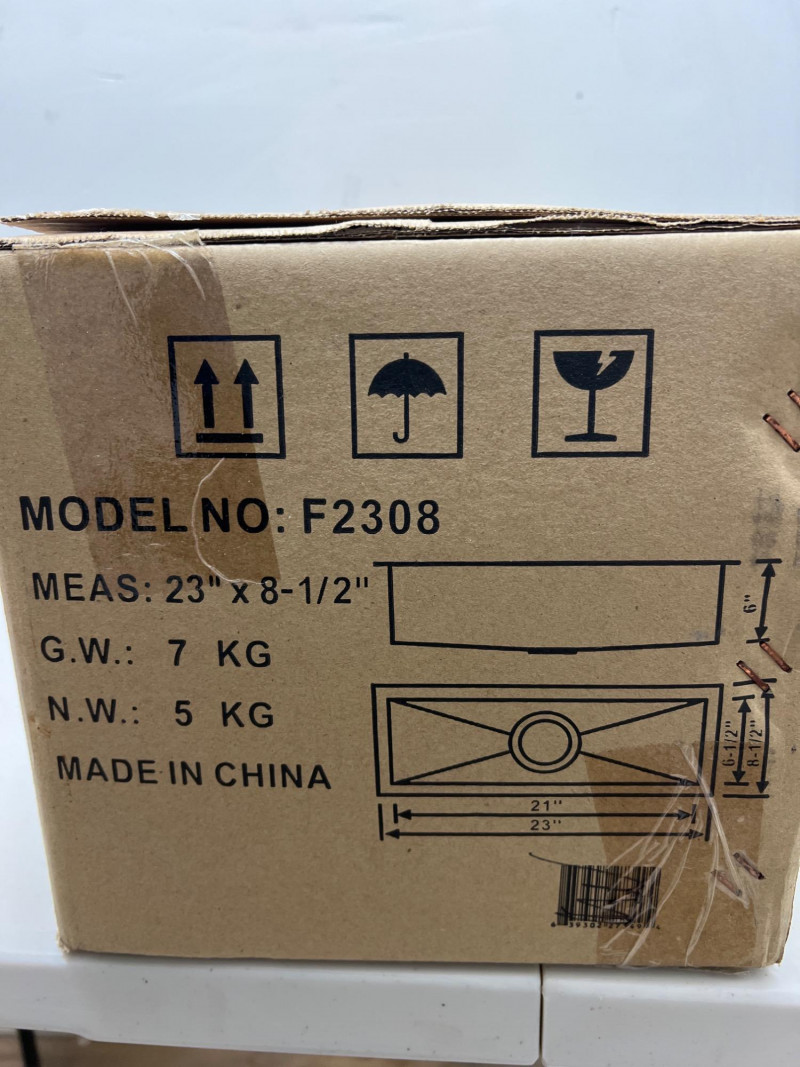 MODEL NO: F2308
MEAS: 23" x 8-1/2"
G.W.: 7 KG
N.W.: 5 KG
MADE IN CHINA
6"
6-1/2"
8-1/2"
21"
23"